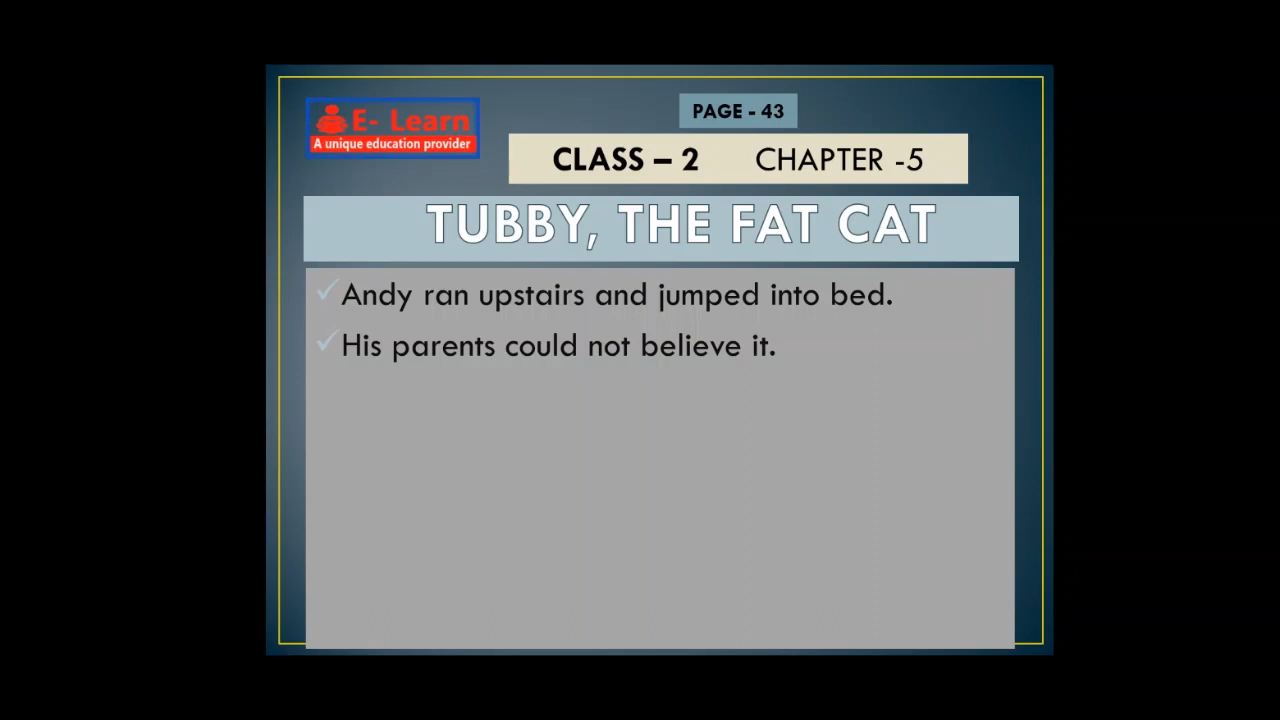 E- Learn
A unique education provider
PAGE - 43
CLASS – 2 CHAPTER -5
TUBBY, THE FAT CAT
Andy ran upstairs and jumped into bed.
His parents could not believe it.